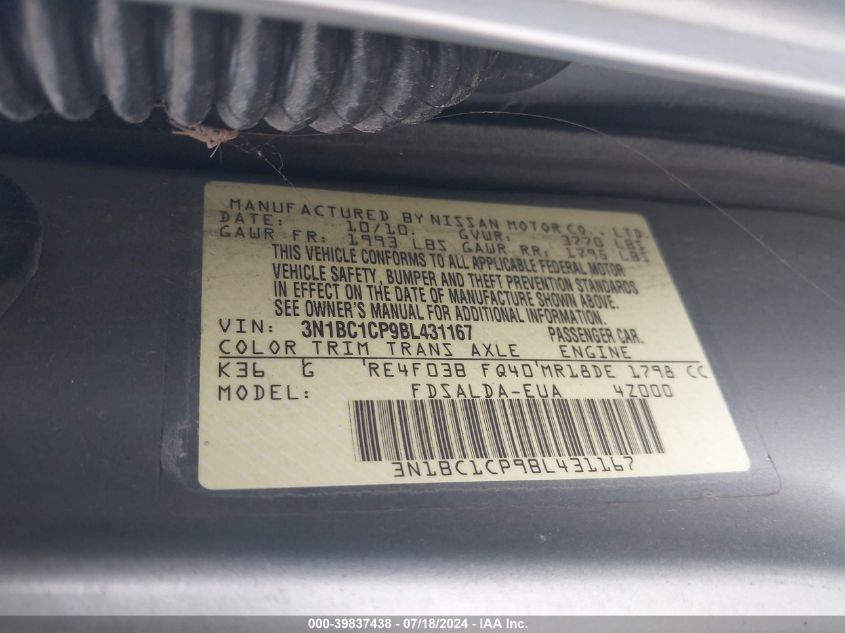 MANUFACTURED BY NISSAN MOTOR CO., LTD
DATE: 10/10. GVWR: 3770 LBS
GAWR FR: 1993 LBS GAWR RR: 1795 LBS
THIS VEHICLE CONFORMS TO ALL APPLICABLE FEDERAL MOTOR
VEHICLE SAFETY, BUMPER AND THEFT PREVENTION STANDARDS
IN EFFECT ON THE DATE OF MANUFACTURE SHOWN ABOVE.
SEE OWNER'S MANUAL FOR ADDITIONAL INFORMATION.
VIN: 3N1BC1CP9BL431167 PASSENGER CAR.
COLOR TRIM TRANS AXLE ENGINE
K36 G 'RE4F03B FQ40'MR18DE 1798 CC
MODEL: FDSALDA-EUA 4Z000
3N1BC1CP9BL431167
000-39837438 - 07/18/2024 - IAA Inc.